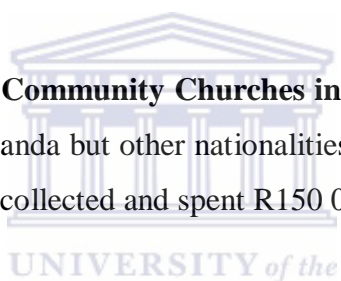 Community Churches in
anda but other nationalities
collected and spent R150 0
UNIVERSITY of the